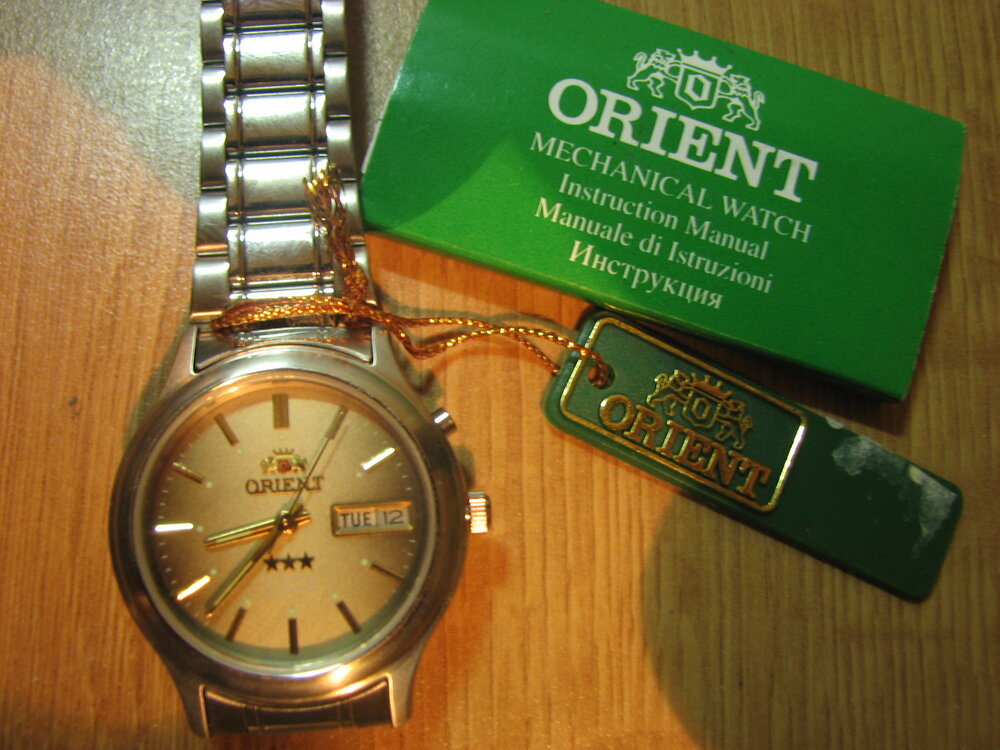 ORIENT
MECHANICAL WATCH
Instruction Manual
Manuale di Istruzioni
Инструкция
ORIENT
ORIENT
TUE 12